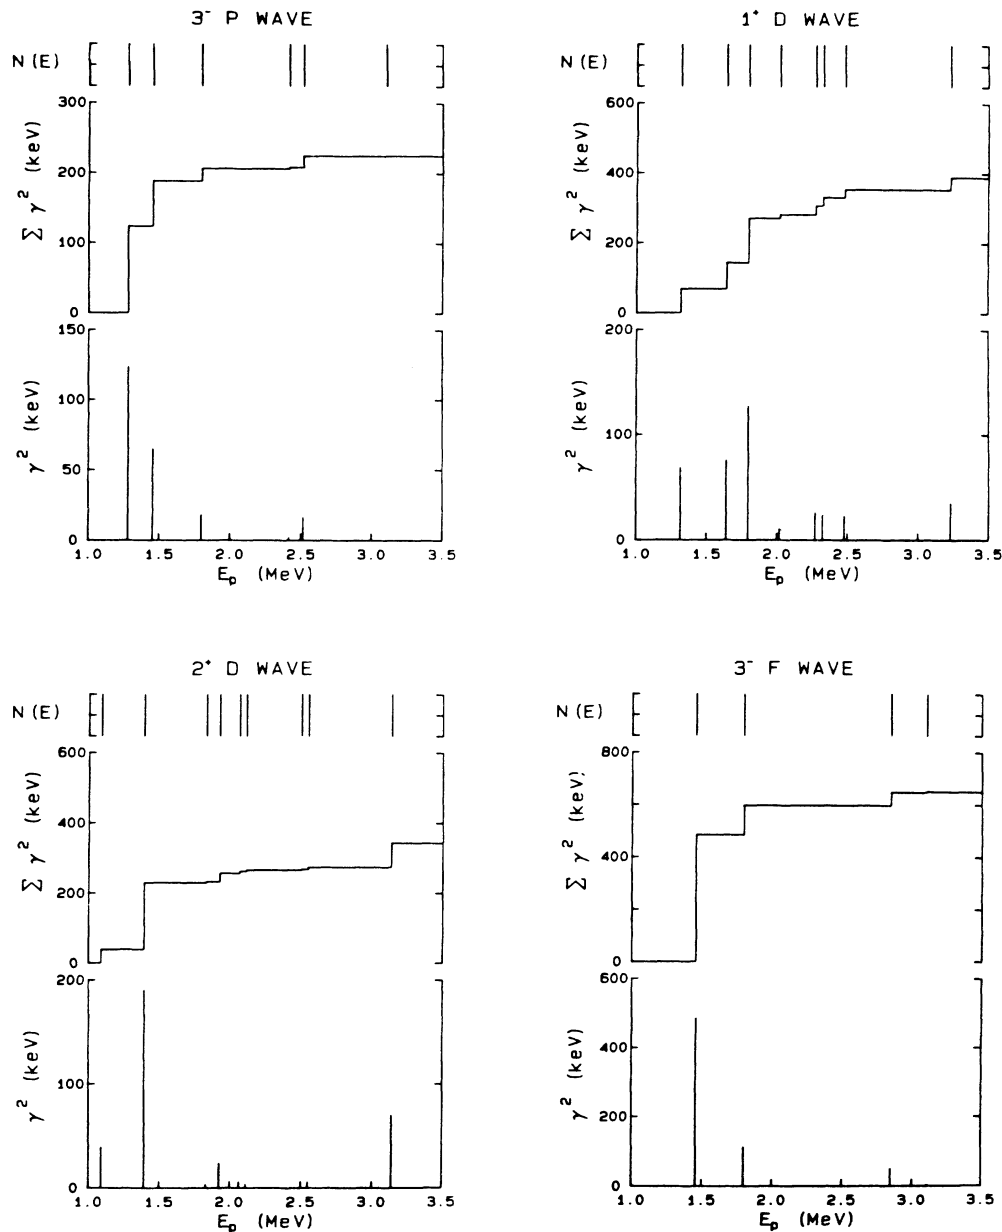 3⁻ P WAVE
N(E)
300
200
100
0
Σ γ² (keV)
150
100
50
0
γ² (keV)
1.0 1.5 2.0 2.5 3.0 3.5
Eₚ (MeV)
1⁺ D WAVE
N(E)
600
400
200
0
Σ γ² (keV)
200
100
0
γ² (keV)
1.0 1.5 2.0 2.5 3.0 3.5
Eₚ (MeV)
2⁺ D WAVE
N(E)
600
400
200
0
Σ γ² (keV)
200
100
0
γ² (keV)
1.0 1.5 2.0 2.5 3.0 3.5
Eₚ (MeV)
3⁻ F WAVE
N(E)
800
400
0
Σ γ² (keV)
600
400
200
0
γ² (keV)
1.0 1.5 2.0 2.5 3.0 3.5
Eₚ (MeV)